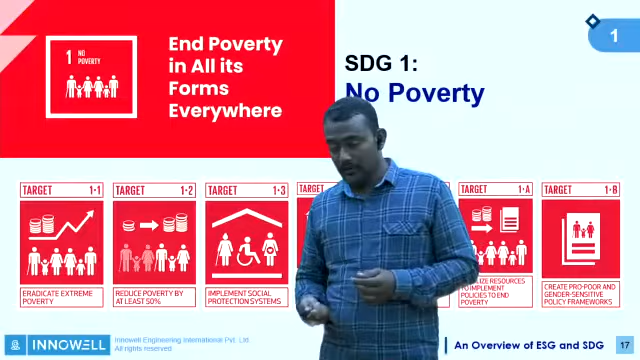 1
NO
POVERTY
End Poverty
in All its
Forms
Everywhere
SDG 1:
No Poverty
1
TARGET 1·1
ERADICATE EXTREME
POVERTY
TARGET 1·2
REDUCE POVERTY BY
AT LEAST 50%
TARGET 1·3
IMPLEMENT SOCIAL
PROTECTION SYSTEMS
TARGET 1·A
RESOURCES
TO IMPLEMENT
POLICIES TO END
POVERTY
TARGET 1·B
CREATE PRO-POOR AND
GENDER-SENSITIVE
POLICY FRAMEWORKS
INNOWELL
Innowell Engineering International Pvt. Ltd
All rights reserved
An Overview of ESG and SDG
17